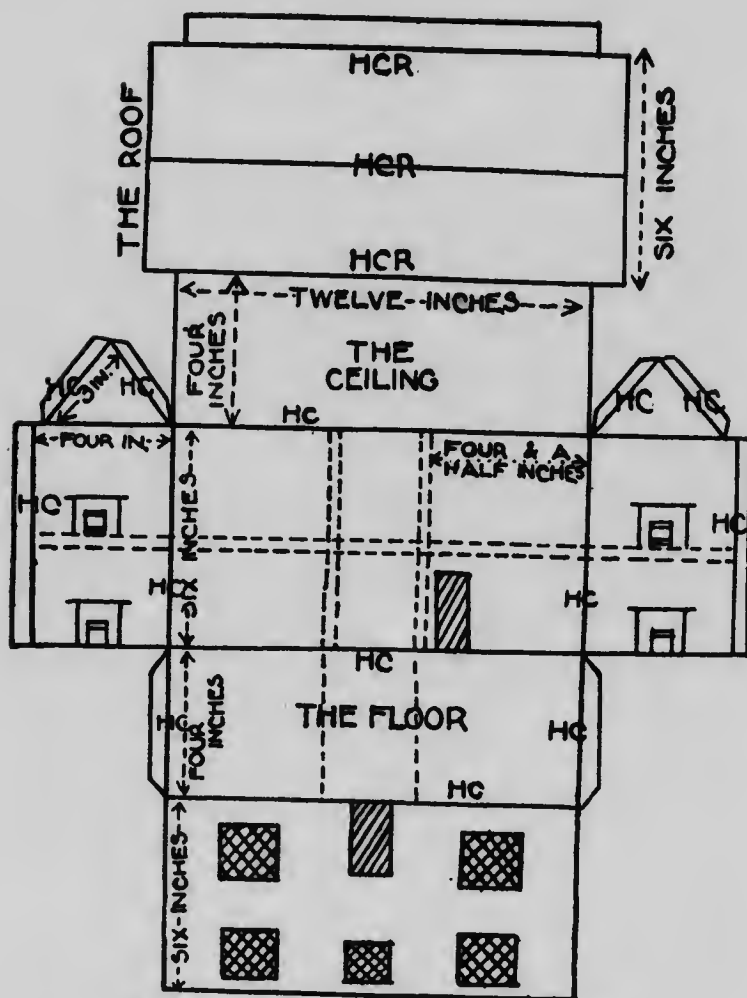 HCR
THE ROOF
SIX INCHES
HCR
HCR
TWELVE INCHES
FOUR
INCHES
THE
CEILING
HC
3 IN.
HC
HC
HC
HC
FOUR IN.
FOUR & A
HALF INCHES
HC
HC
SIX INCHES
HC
HC
HC
HC
THE FLOOR
FOUR
INCHES
HC
HC
SIX INCHES